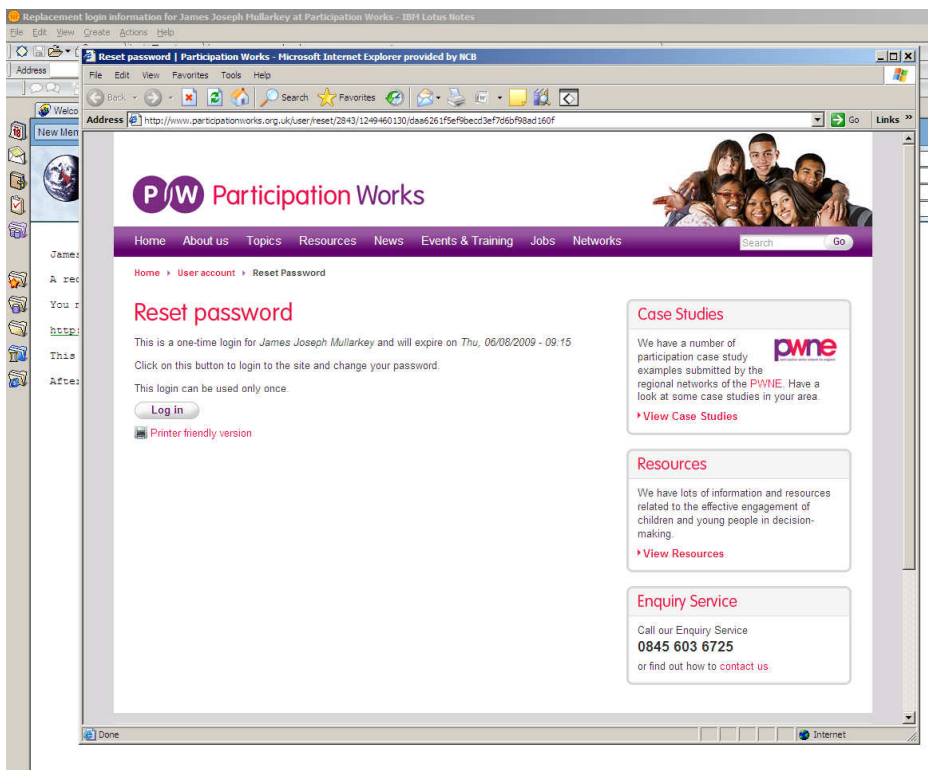 Replacement login information for James Joseph Mullarkey at Participation Works - IBM Lotus Notes
File Edit View Create Actions Help
Address
Welco
New Mem
James
A rec
You r
http:
This
After
Reset password | Participation Works - Microsoft Internet Explorer provided by NCB
File Edit View Favorites Tools Help
Back Search Favorites
Address http://www.participationworks.org.uk/user/reset/2843/1249460130/daa6261f5ef9becd3ef7d6bf98ad160f Go Links »
P/W Participation Works
Home About us Topics Resources News Events & Training Jobs Networks Search Go
Home User account Reset Password
Reset password
This is a one-time login for James Joseph Mullarkey and will expire on Thu, 06/08/2009 - 09:15
Click on this button to login to the site and change your password.
This login can be used only once.
Log in
Printer friendly version
Case Studies
pwne
We have a number of
participation case study
examples submitted by the
regional networks of the PWNE. Have a
look at some case studies in your area.
View Case Studies
Resources
We have lots of information and resources
related to the effective engagement of
children and young people in decision-
making.
View Resources
Enquiry Service
Call our Enquiry Service
0845 603 6725
or find out how to contact us
Done Internet